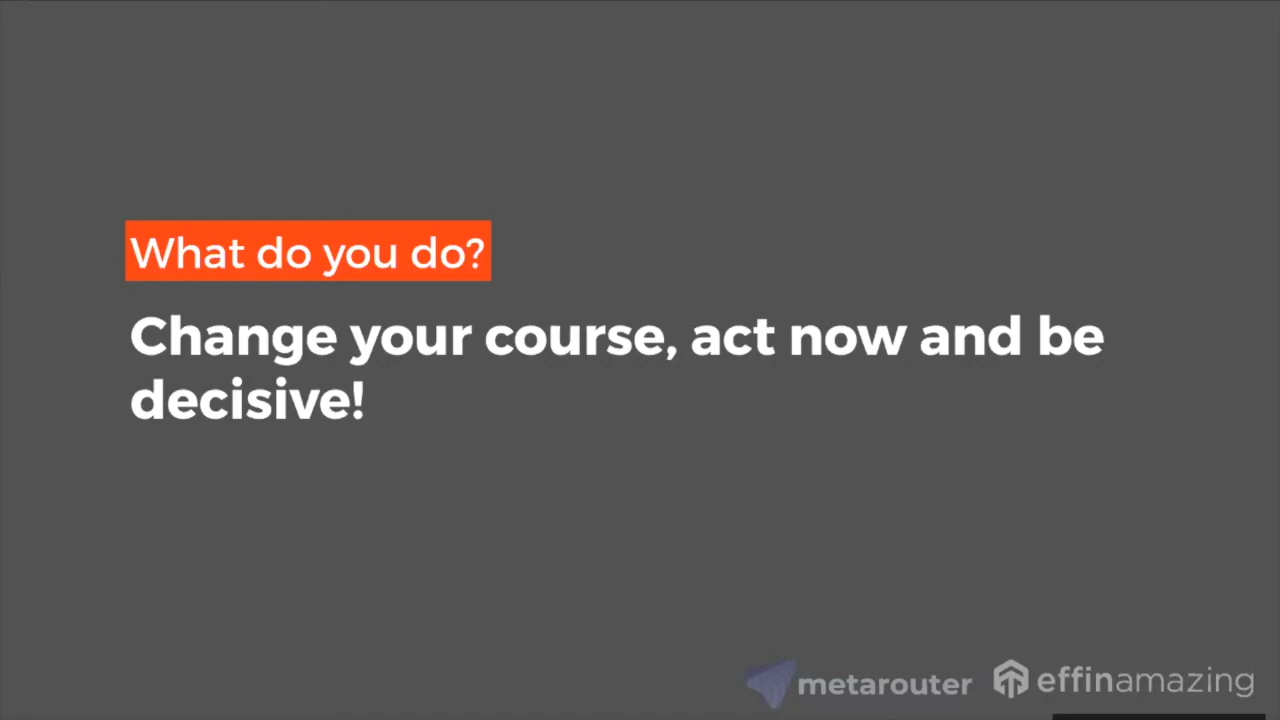 What do you do?
Change your course, act now and be
decisive!
metarouter effinamazing